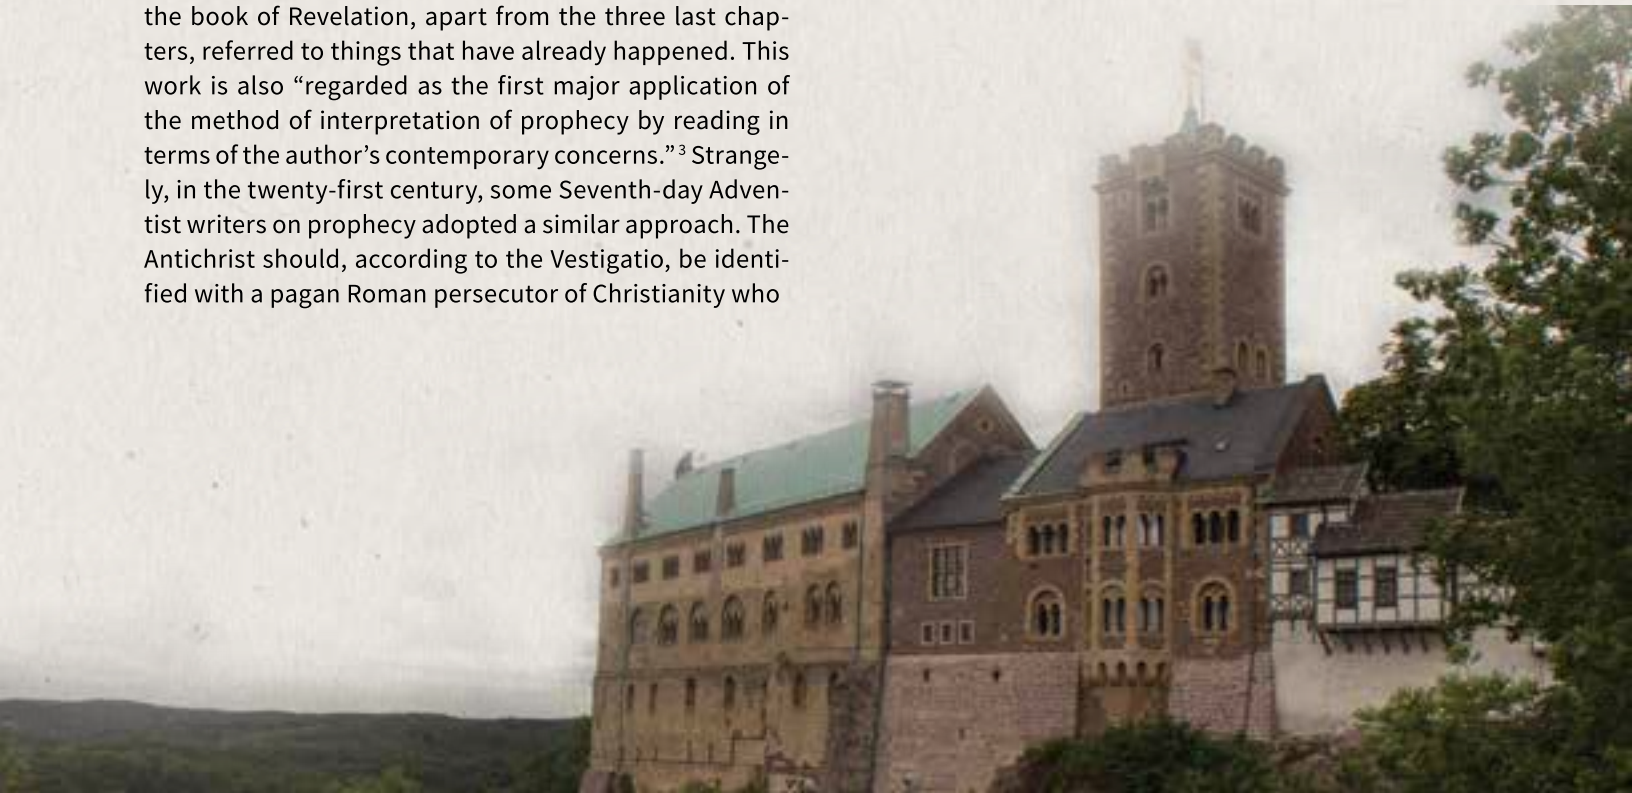 the book of Revelation, apart from the three last chap-
ters, referred to things that have already happened. This
work is also “regarded as the first major application of
the method of interpretation of prophecy by reading in
terms of the author’s contemporary concerns.” 3 Strange-
ly, in the twenty-first century, some Seventh-day Adven-
tist writers on prophecy adopted a similar approach. The
Antichrist should, according to the Vestigatio, be identi-
fied with a pagan Roman persecutor of Christianity who